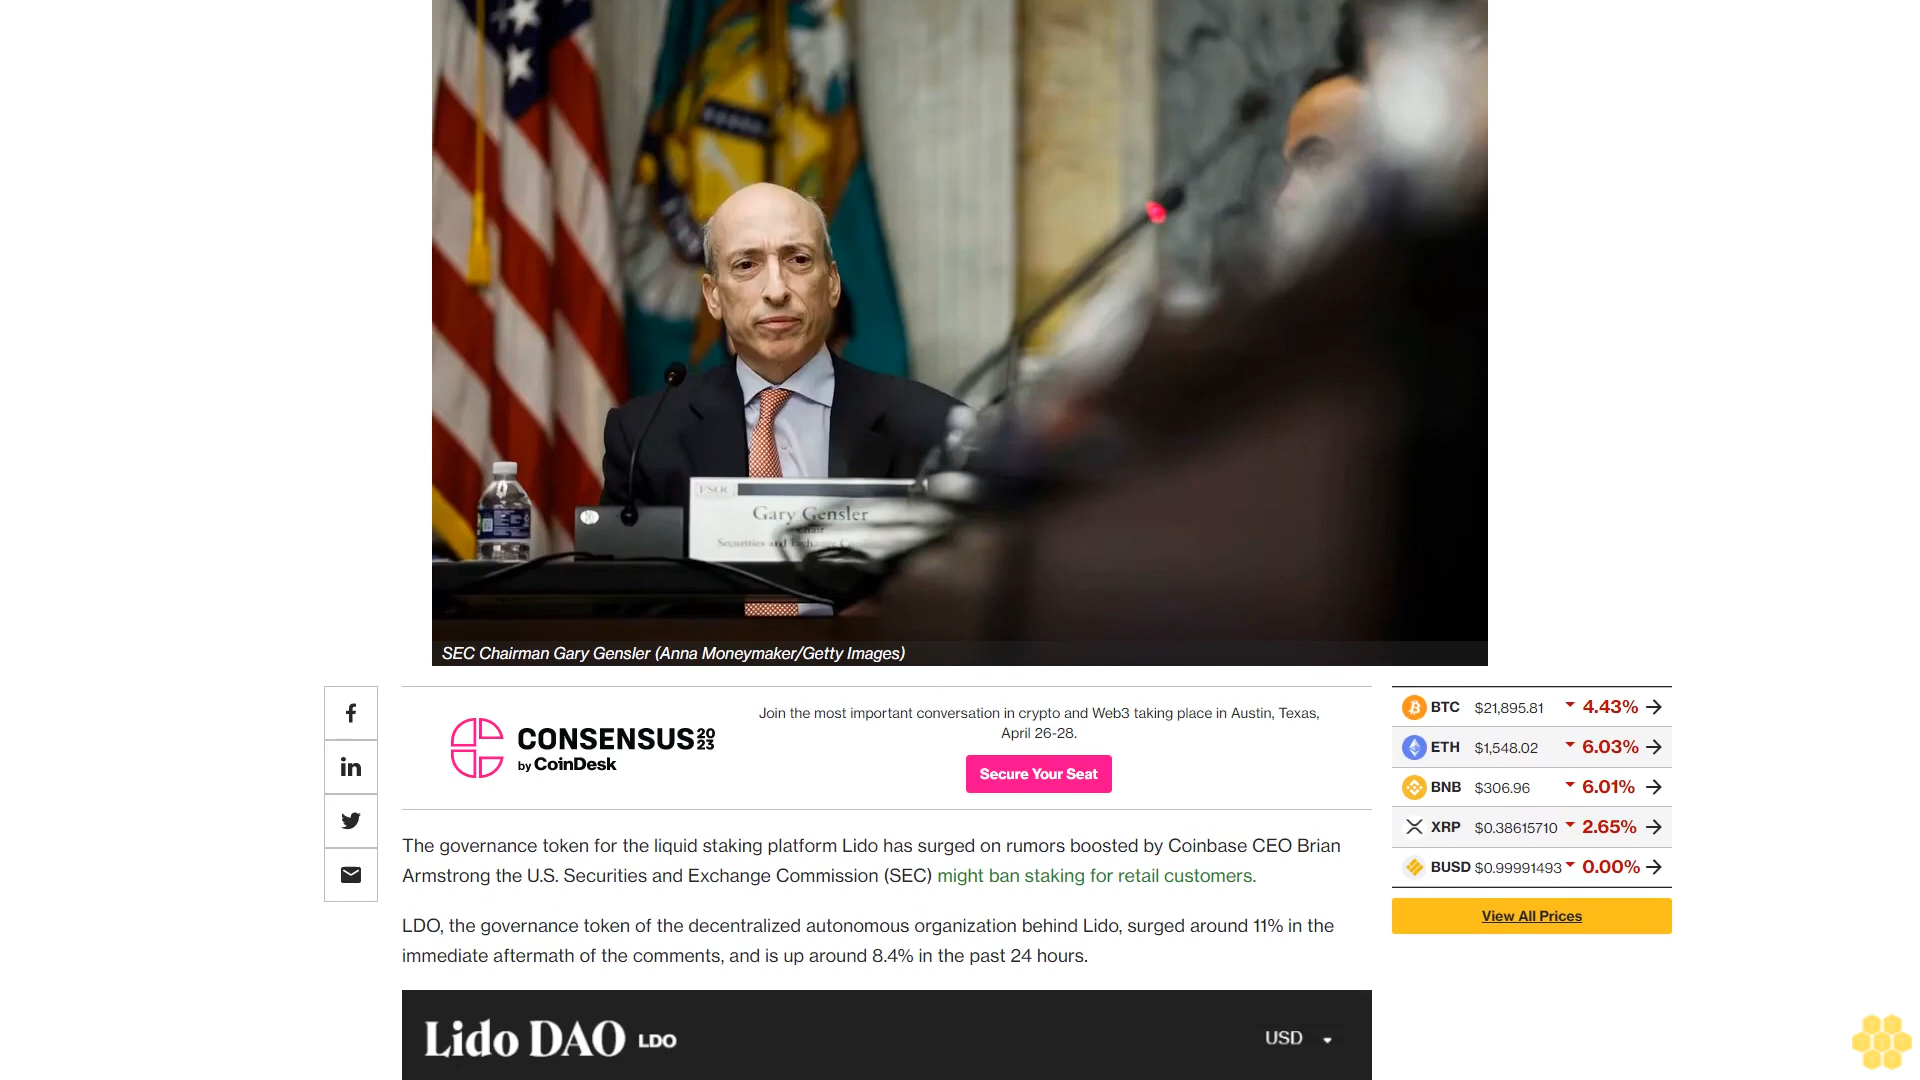 FSOC
Gary Gensler
Chair
Securities and Exchange
SEC Chairman Gary Gensler (Anna Moneymaker/Getty Images)
CONSENSUS 2023
by CoinDesk
Join the most important conversation in crypto and Web3 taking place in Austin, Texas,
April 26-28.
Secure Your Seat
The governance token for the liquid staking platform Lido has surged on rumors boosted by Coinbase CEO Brian
Armstrong the U.S. Securities and Exchange Commission (SEC) might ban staking for retail customers.
LDO, the governance token of the decentralized autonomous organization behind Lido, surged around 11% in the
immediate aftermath of the comments, and is up around 8.4% in the past 24 hours.
Lido DAO LDO
USD
BTC $21,895.81 4.43%
ETH $1,548.02 6.03%
BNB $306.96 6.01%
XRP $0.38615710 2.65%
BUSD $0.99991493 0.00%
View All Prices